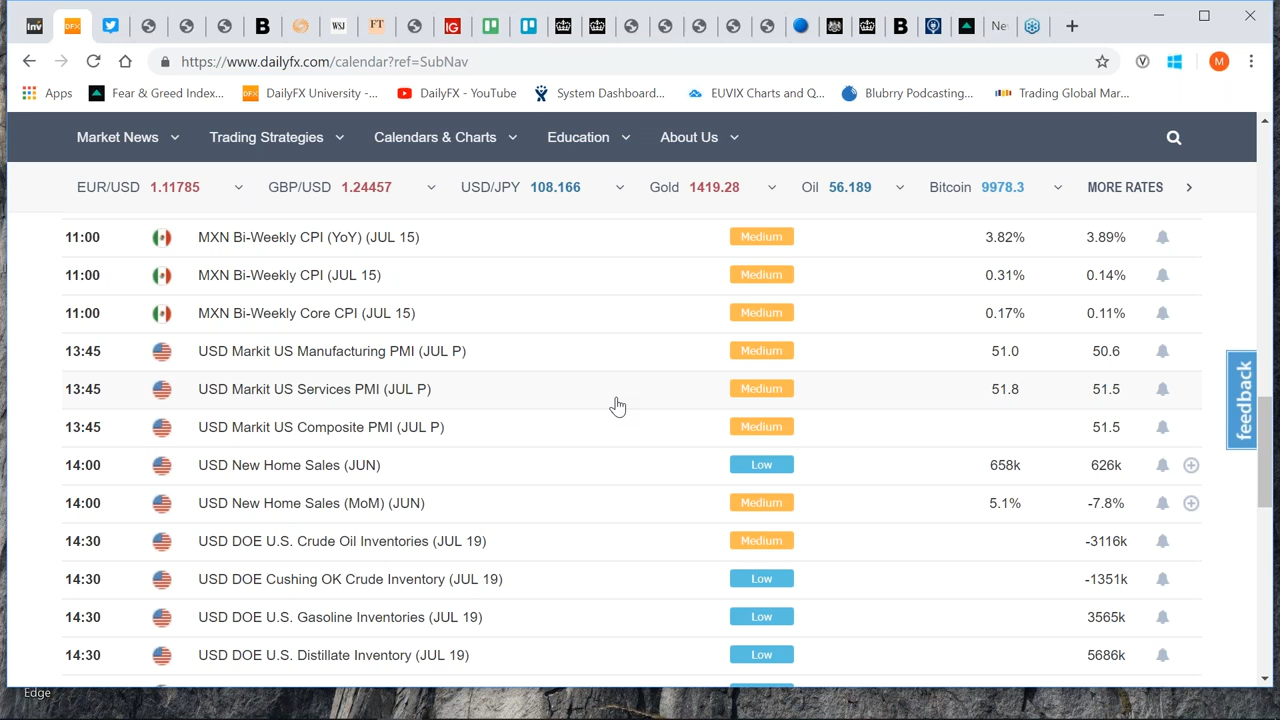 Inv DFX B WSJ FT IG B Ne
https://www.dailyfx.com/calendar?ref=SubNav V M
Apps Fear & Greed Index... DFX DailyFX University -... DailyFX - YouTube System Dashboard... EUVIX Charts and Q... Blubrry Podcasting... Trading Global Mar...
Market News Trading Strategies Calendars & Charts Education About Us
EUR/USD 1.11785 GBP/USD 1.24457 USD/JPY 108.166 Gold 1419.28 Oil 56.189 Bitcoin 9978.3 MORE RATES
11:00 MXN Bi-Weekly CPI (YoY) (JUL 15) Medium 3.82% 3.89%
11:00 MXN Bi-Weekly CPI (JUL 15) Medium 0.31% 0.14%
11:00 MXN Bi-Weekly Core CPI (JUL 15) Medium 0.17% 0.11%
13:45 USD Markit US Manufacturing PMI (JUL P) Medium 51.0 50.6
13:45 USD Markit US Services PMI (JUL P) Medium 51.8 51.5
13:45 USD Markit US Composite PMI (JUL P) Medium 51.5
14:00 USD New Home Sales (JUN) Low 658k 626k
14:00 USD New Home Sales (MoM) (JUN) Medium 5.1% -7.8%
14:30 USD DOE U.S. Crude Oil Inventories (JUL 19) Medium -3116k
14:30 USD DOE Cushing OK Crude Inventory (JUL 19) Low -1351k
14:30 USD DOE U.S. Gasoline Inventories (JUL 19) Low 3565k
14:30 USD DOE U.S. Distillate Inventory (JUL 19) Low 5686k
feedback
Edge